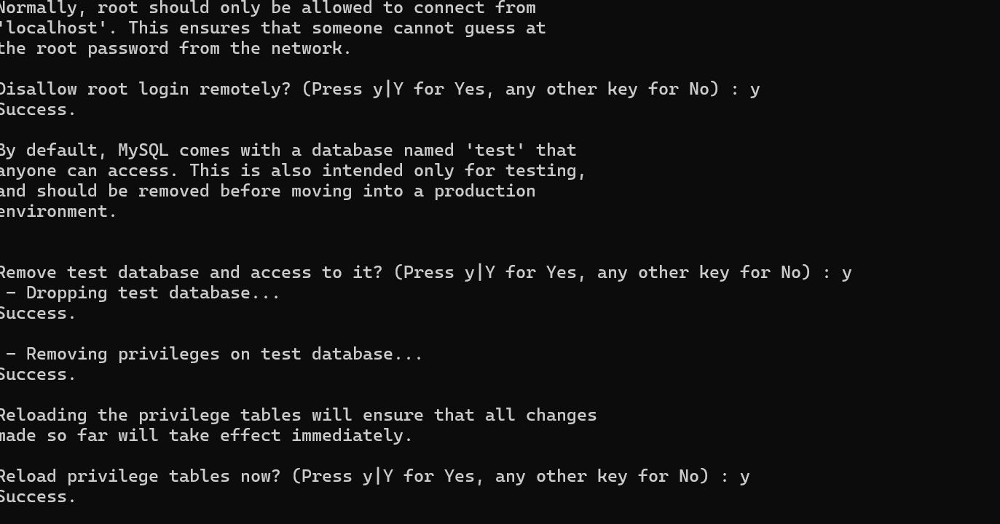 Normally, root should only be allowed to connect from
'localhost'. This ensures that someone cannot guess at
the root password from the network.
Disallow root login remotely? (Press y|Y for Yes, any other key for No) : y
Success.
By default, MySQL comes with a database named 'test' that
anyone can access. This is also intended only for testing,
and should be removed before moving into a production
environment.
Remove test database and access to it? (Press y|Y for Yes, any other key for No) : y
- Dropping test database...
Success.
- Removing privileges on test database...
Success.
Reloading the privilege tables will ensure that all changes
made so far will take effect immediately.
Reload privilege tables now? (Press y|Y for Yes, any other key for No) : y
Success.